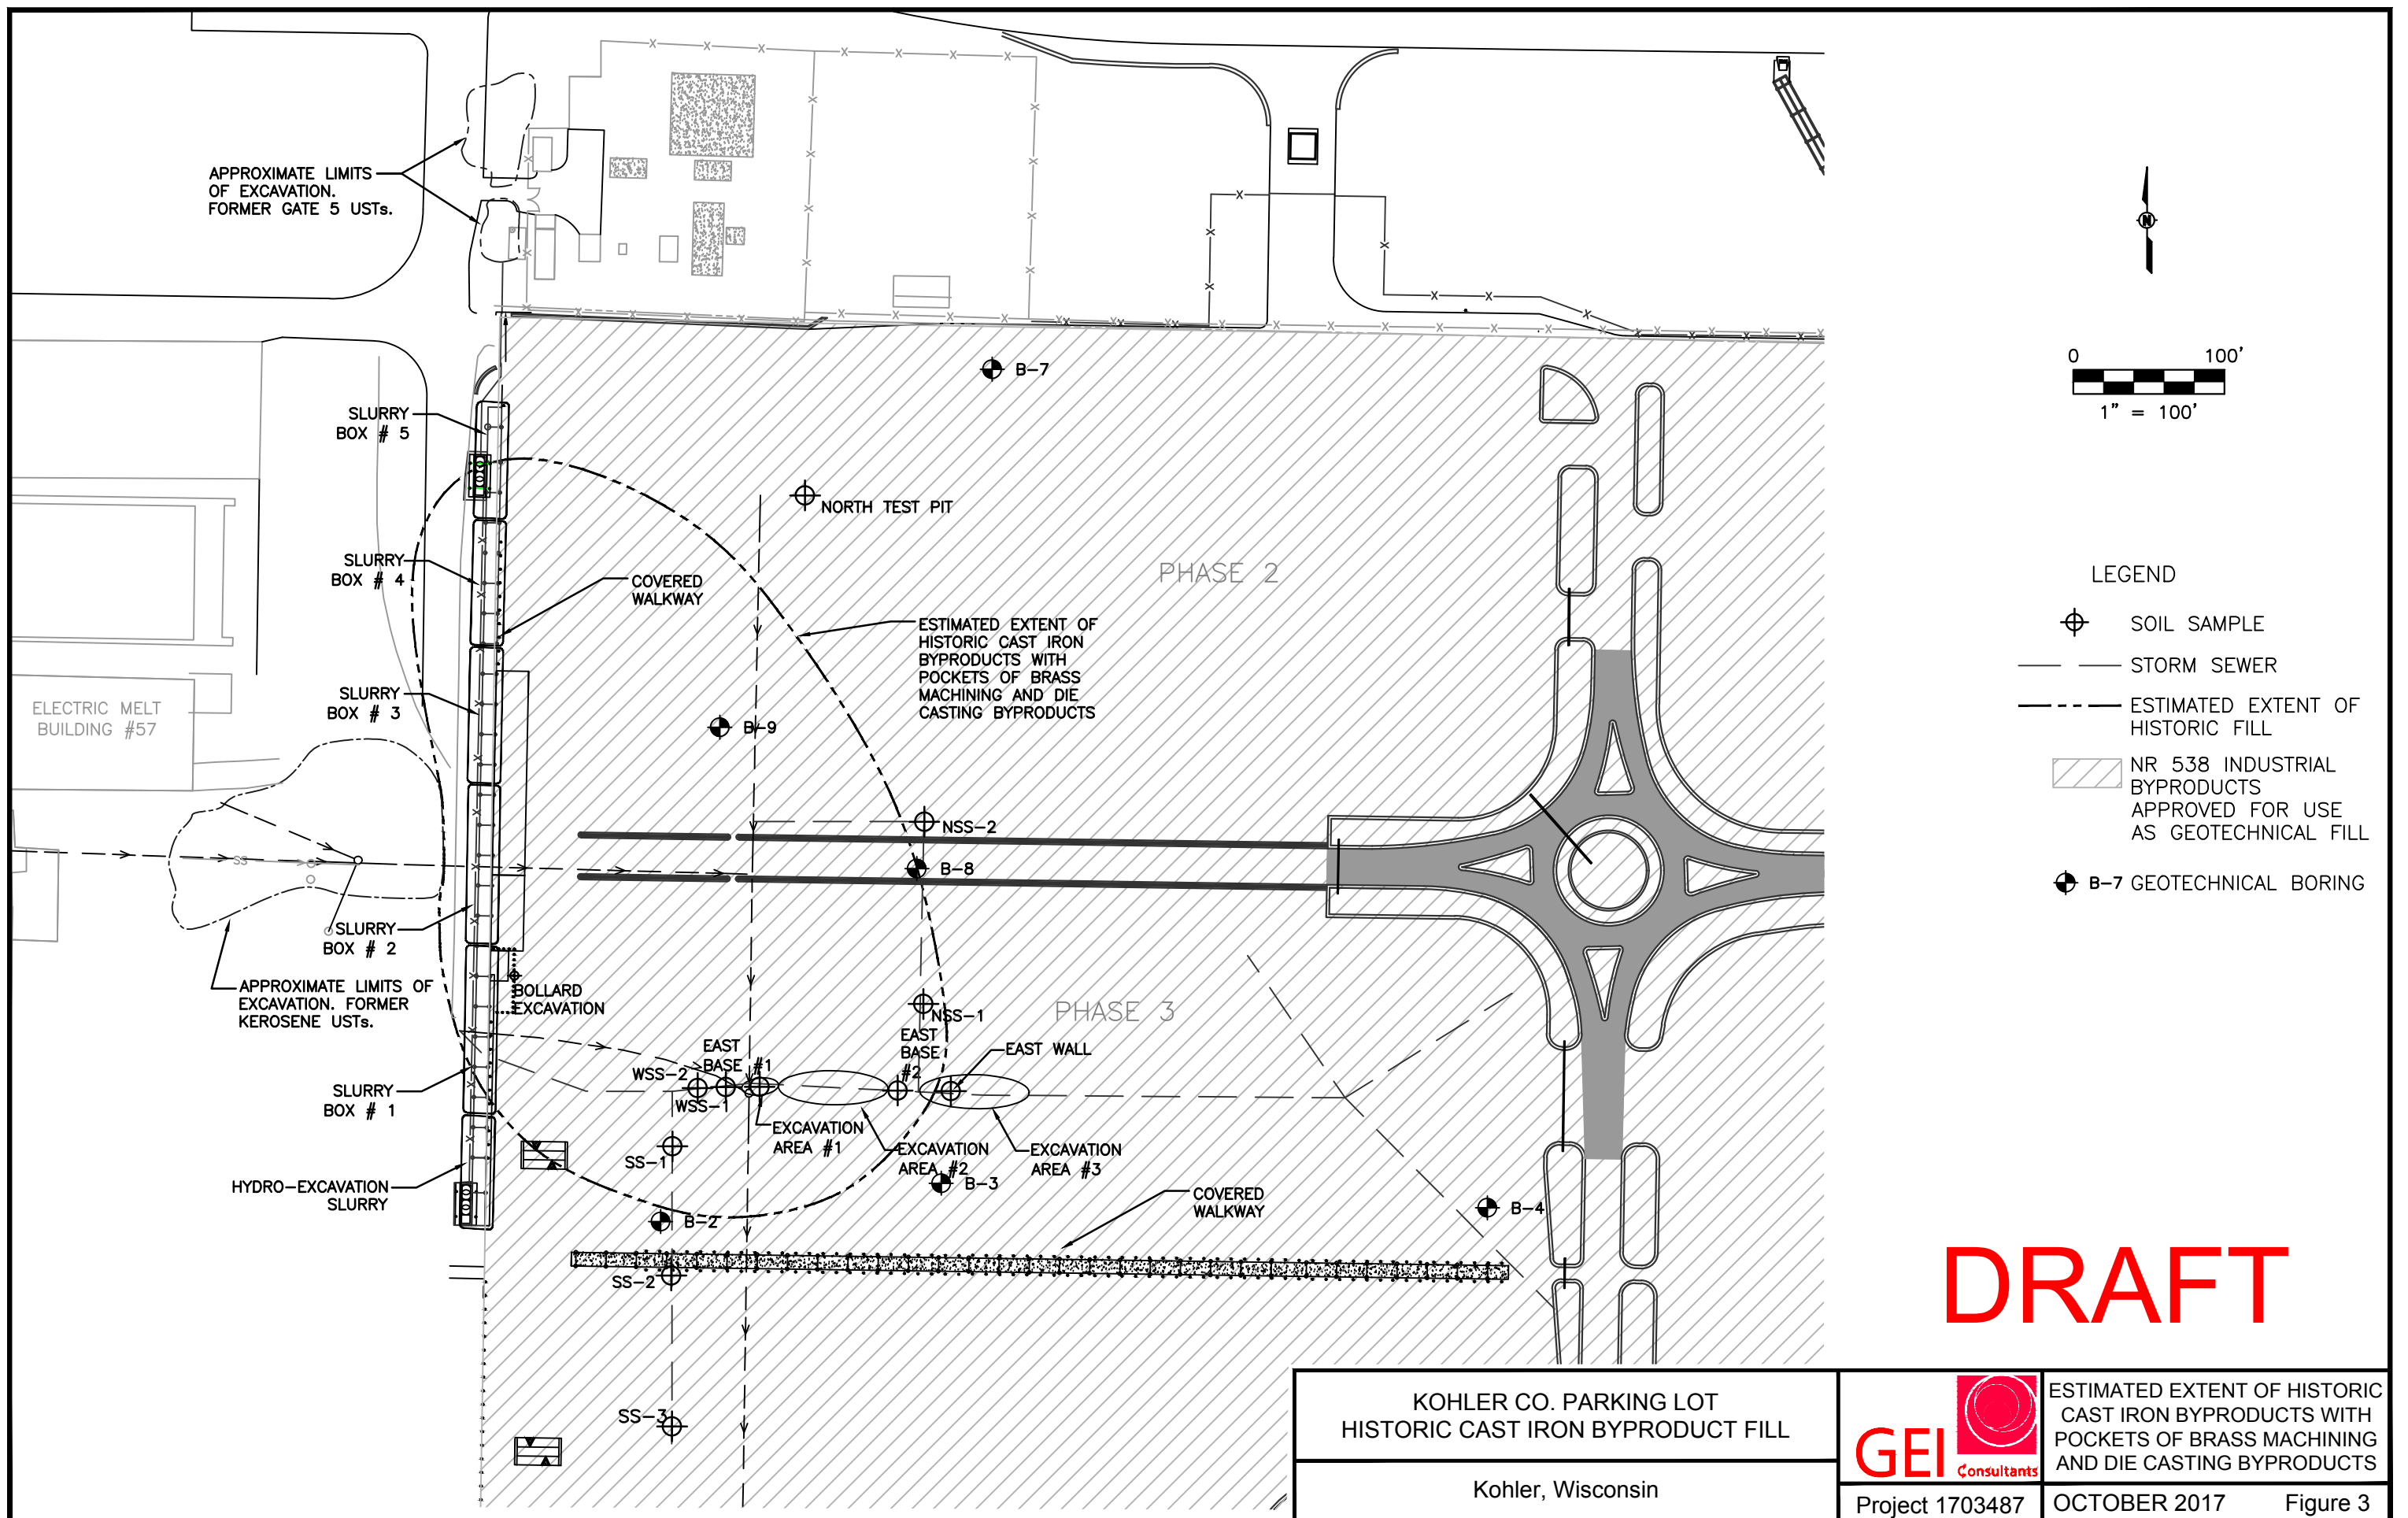 APPROXIMATE LIMITS
OF EXCAVATION.
FORMER GATE 5 USTs.
N
0 100'
1" = 100'
B-7
SLURRY
BOX # 5
NORTH TEST PIT
SLURRY
BOX # 4
COVERED
WALKWAY
PHASE 2
ESTIMATED EXTENT OF
HISTORIC CAST IRON
BYPRODUCTS WITH
POCKETS OF BRASS
MACHINING AND DIE
CASTING BYPRODUCTS
LEGEND
SOIL SAMPLE
STORM SEWER
ESTIMATED EXTENT OF
HISTORIC FILL
NR 538 INDUSTRIAL
BYPRODUCTS
APPROVED FOR USE
AS GEOTECHNICAL FILL
B-7 GEOTECHNICAL BORING
SLURRY
BOX # 3
ELECTRIC MELT
BUILDING #57
B-9
NSS-2
B-8
SS
SLURRY
BOX # 2
APPROXIMATE LIMITS OF
EXCAVATION. FORMER
KEROSENE USTs.
BOLLARD
EXCAVATION
NSS-1
PHASE 3
EAST
BASE #1
EAST
BASE
#2
EAST WALL
WSS-2
WSS-1
SLURRY
BOX # 1
EXCAVATION
AREA #1
EXCAVATION
AREA #2
EXCAVATION
AREA #3
SS-1
B-3
HYDRO-EXCAVATION
SLURRY
COVERED
WALKWAY
B-4
B-2
SS-2
SS-3
DRAFT
KOHLER CO. PARKING LOT
HISTORIC CAST IRON BYPRODUCT FILL
Kohler, Wisconsin
GEI Consultants
Project 1703487
ESTIMATED EXTENT OF HISTORIC
CAST IRON BYPRODUCTS WITH
POCKETS OF BRASS MACHINING
AND DIE CASTING BYPRODUCTS
OCTOBER 2017 Figure 3